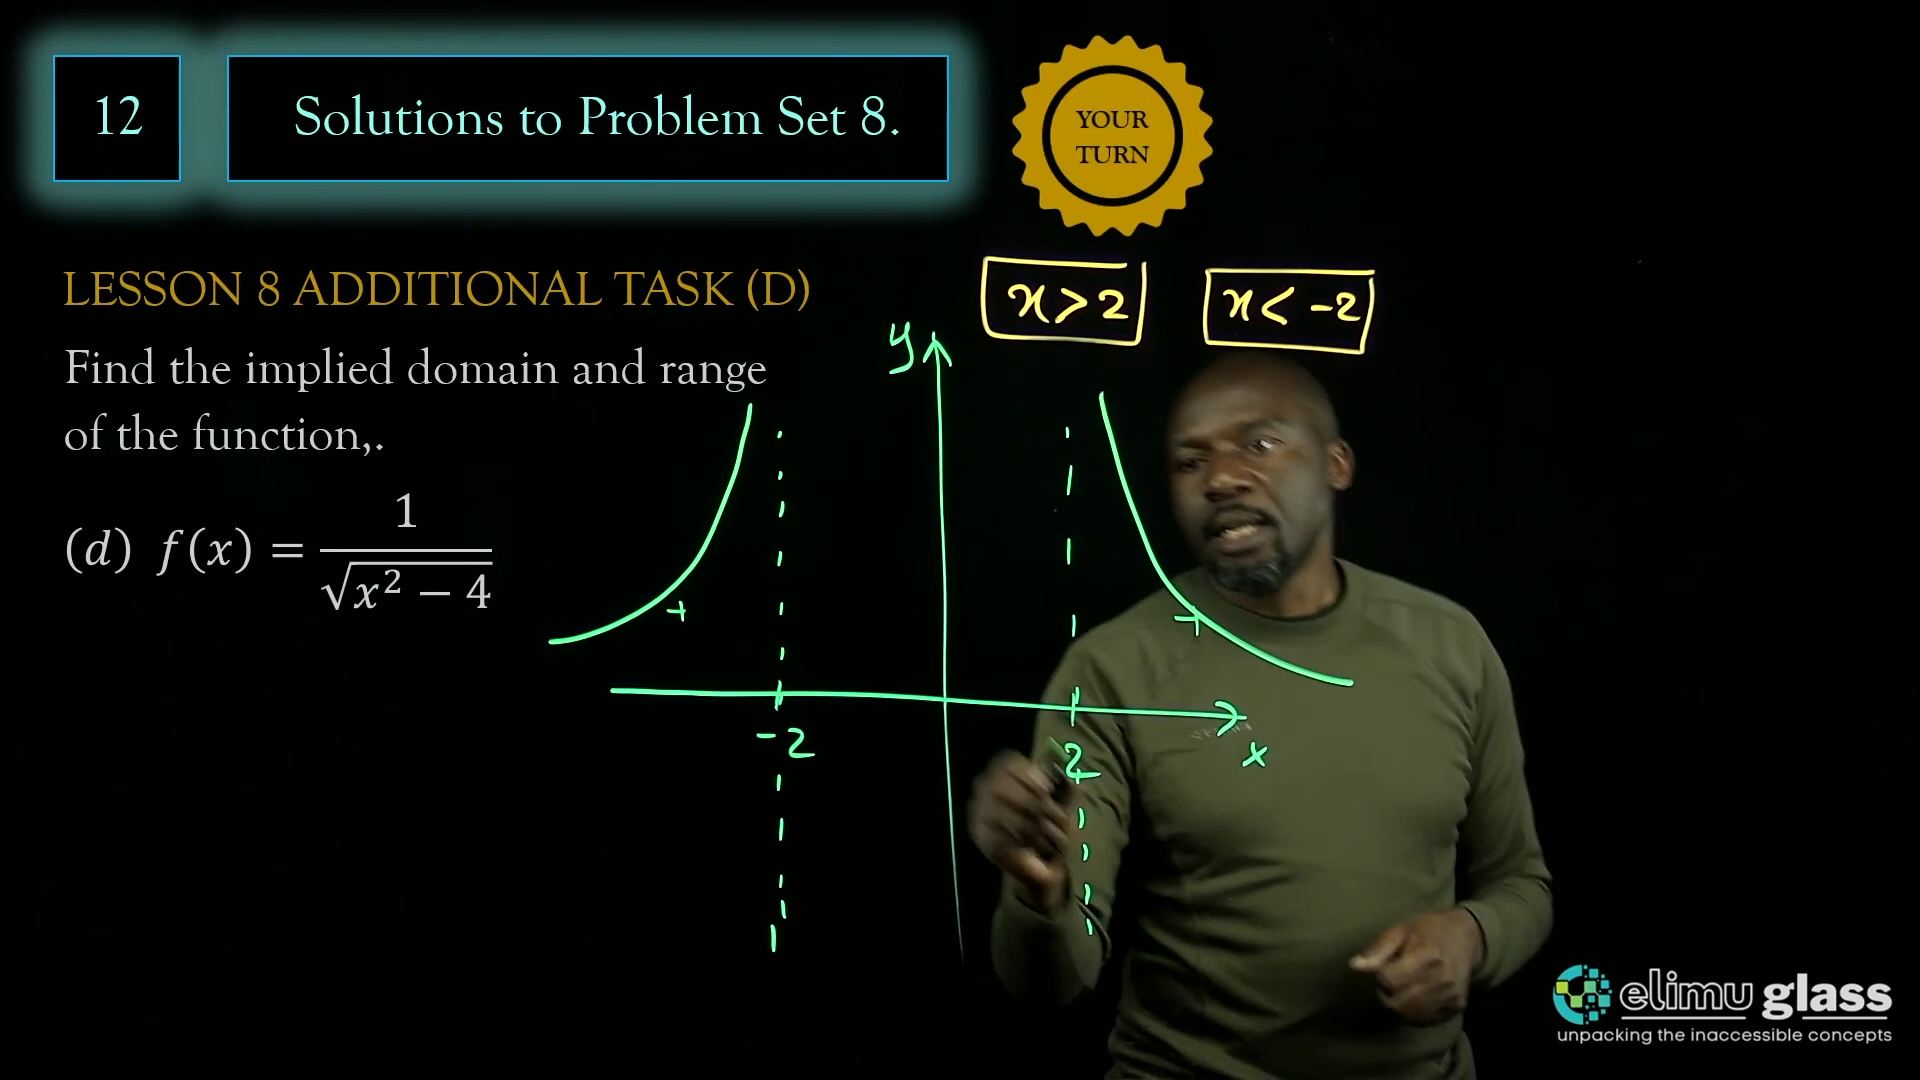 12
Solutions to Problem Set 8.
YOUR
TURN
LESSON 8 ADDITIONAL TASK (D)
Find the implied domain and range
of the function,.
(d) f(x) = 1/√(x² − 4)
x > 2
x < -2
y
+
+
-2
2
x
elimu glass
unpacking the inaccessible concepts